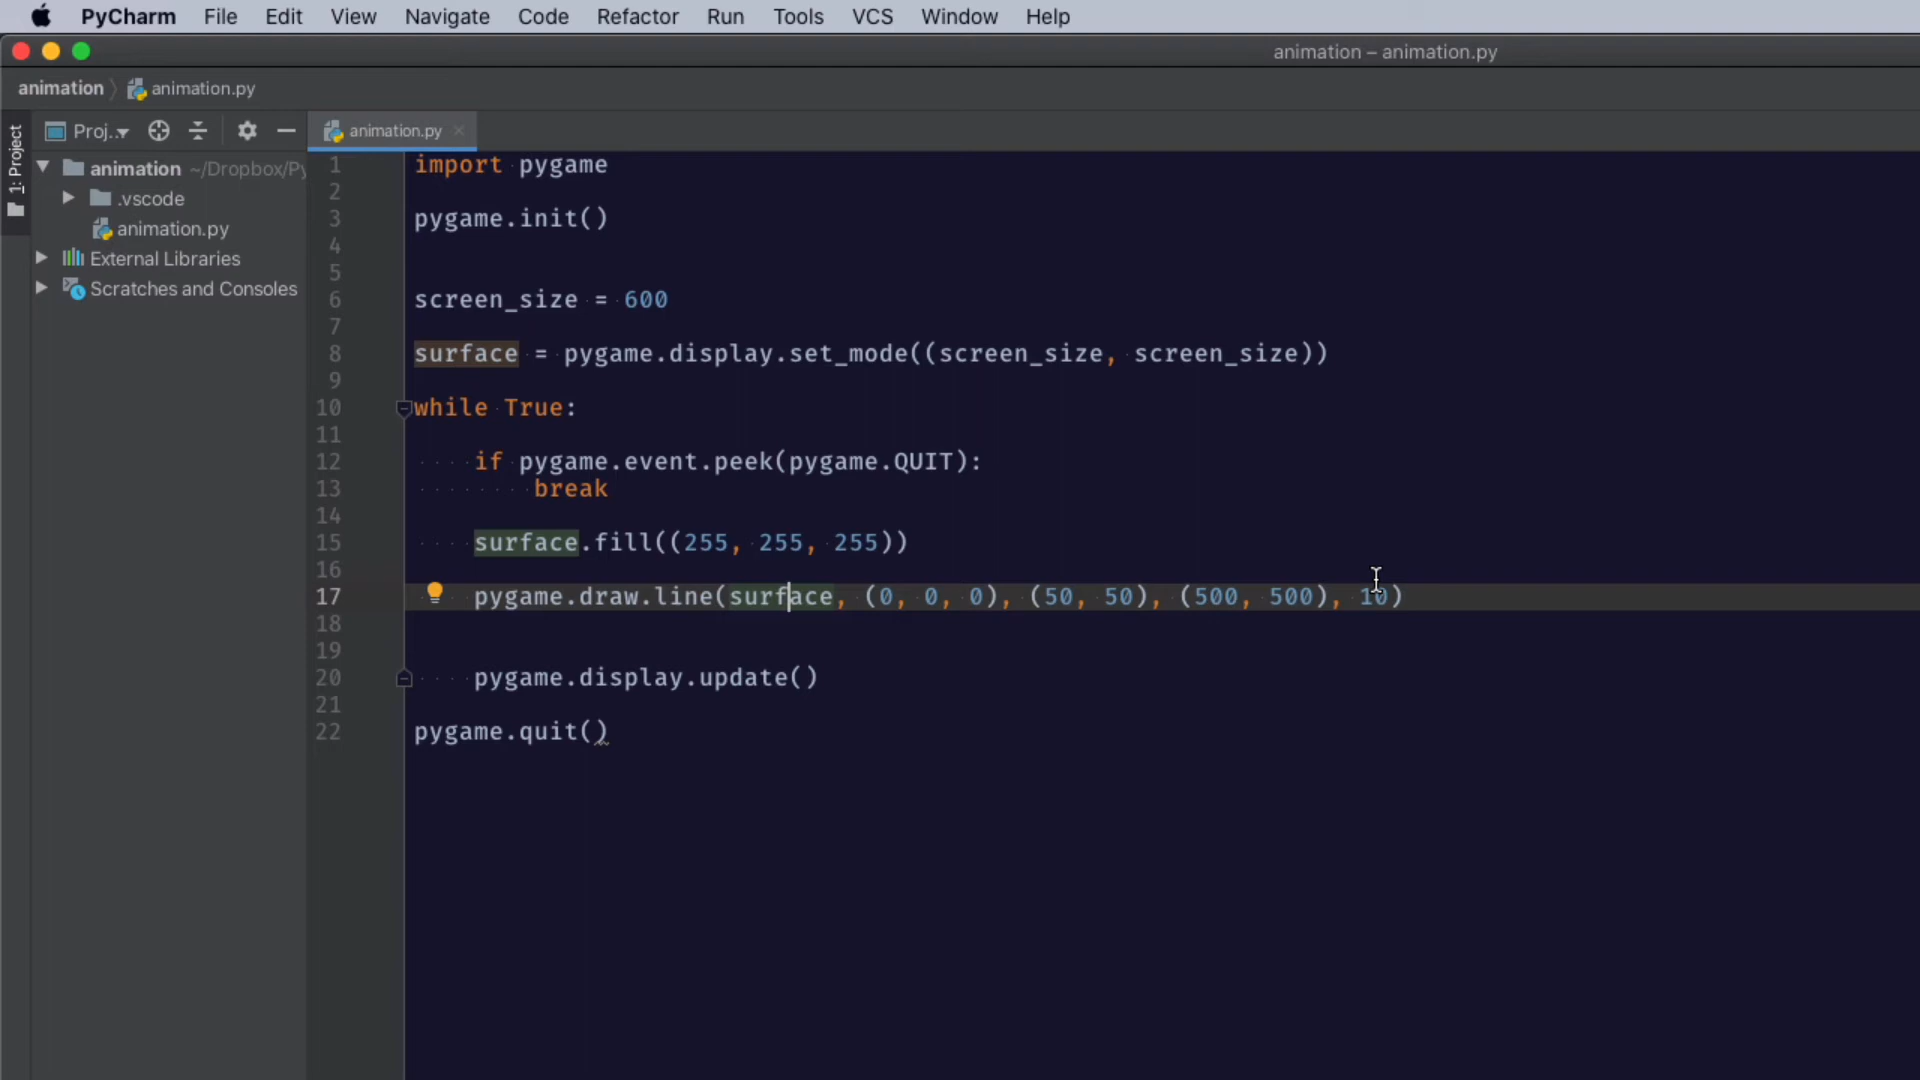 PyCharm File Edit View Navigate Code Refactor Run Tools VCS Window Help
animation – animation.py
animation animation.py
Proj.. animation.py
1: Project
animation ~/Dropbox/Py
.vscode
animation.py
External Libraries
Scratches and Consoles
1 import pygame
2
3 pygame.init()
4
5
6 screen_size = 600
7
8 surface = pygame.display.set_mode((screen_size, screen_size))
9
10 while True:
11
12 if pygame.event.peek(pygame.QUIT):
13 break
14
15 surface.fill((255, 255, 255))
16
17 pygame.draw.line(surface, (0, 0, 0), (50, 50), (500, 500), 10)
18
19
20 pygame.display.update()
21
22 pygame.quit()